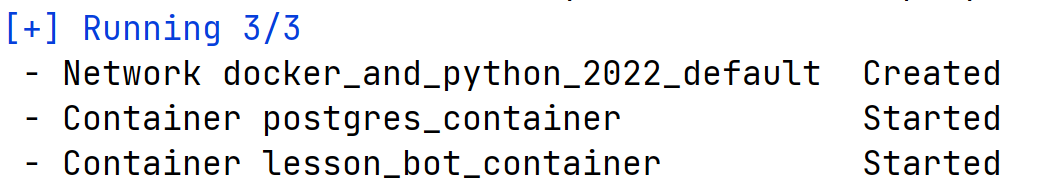 [+] Running 3/3
- Network docker_and_python_2022_default Created
- Container postgres_container Started
- Container lesson_bot_container Started